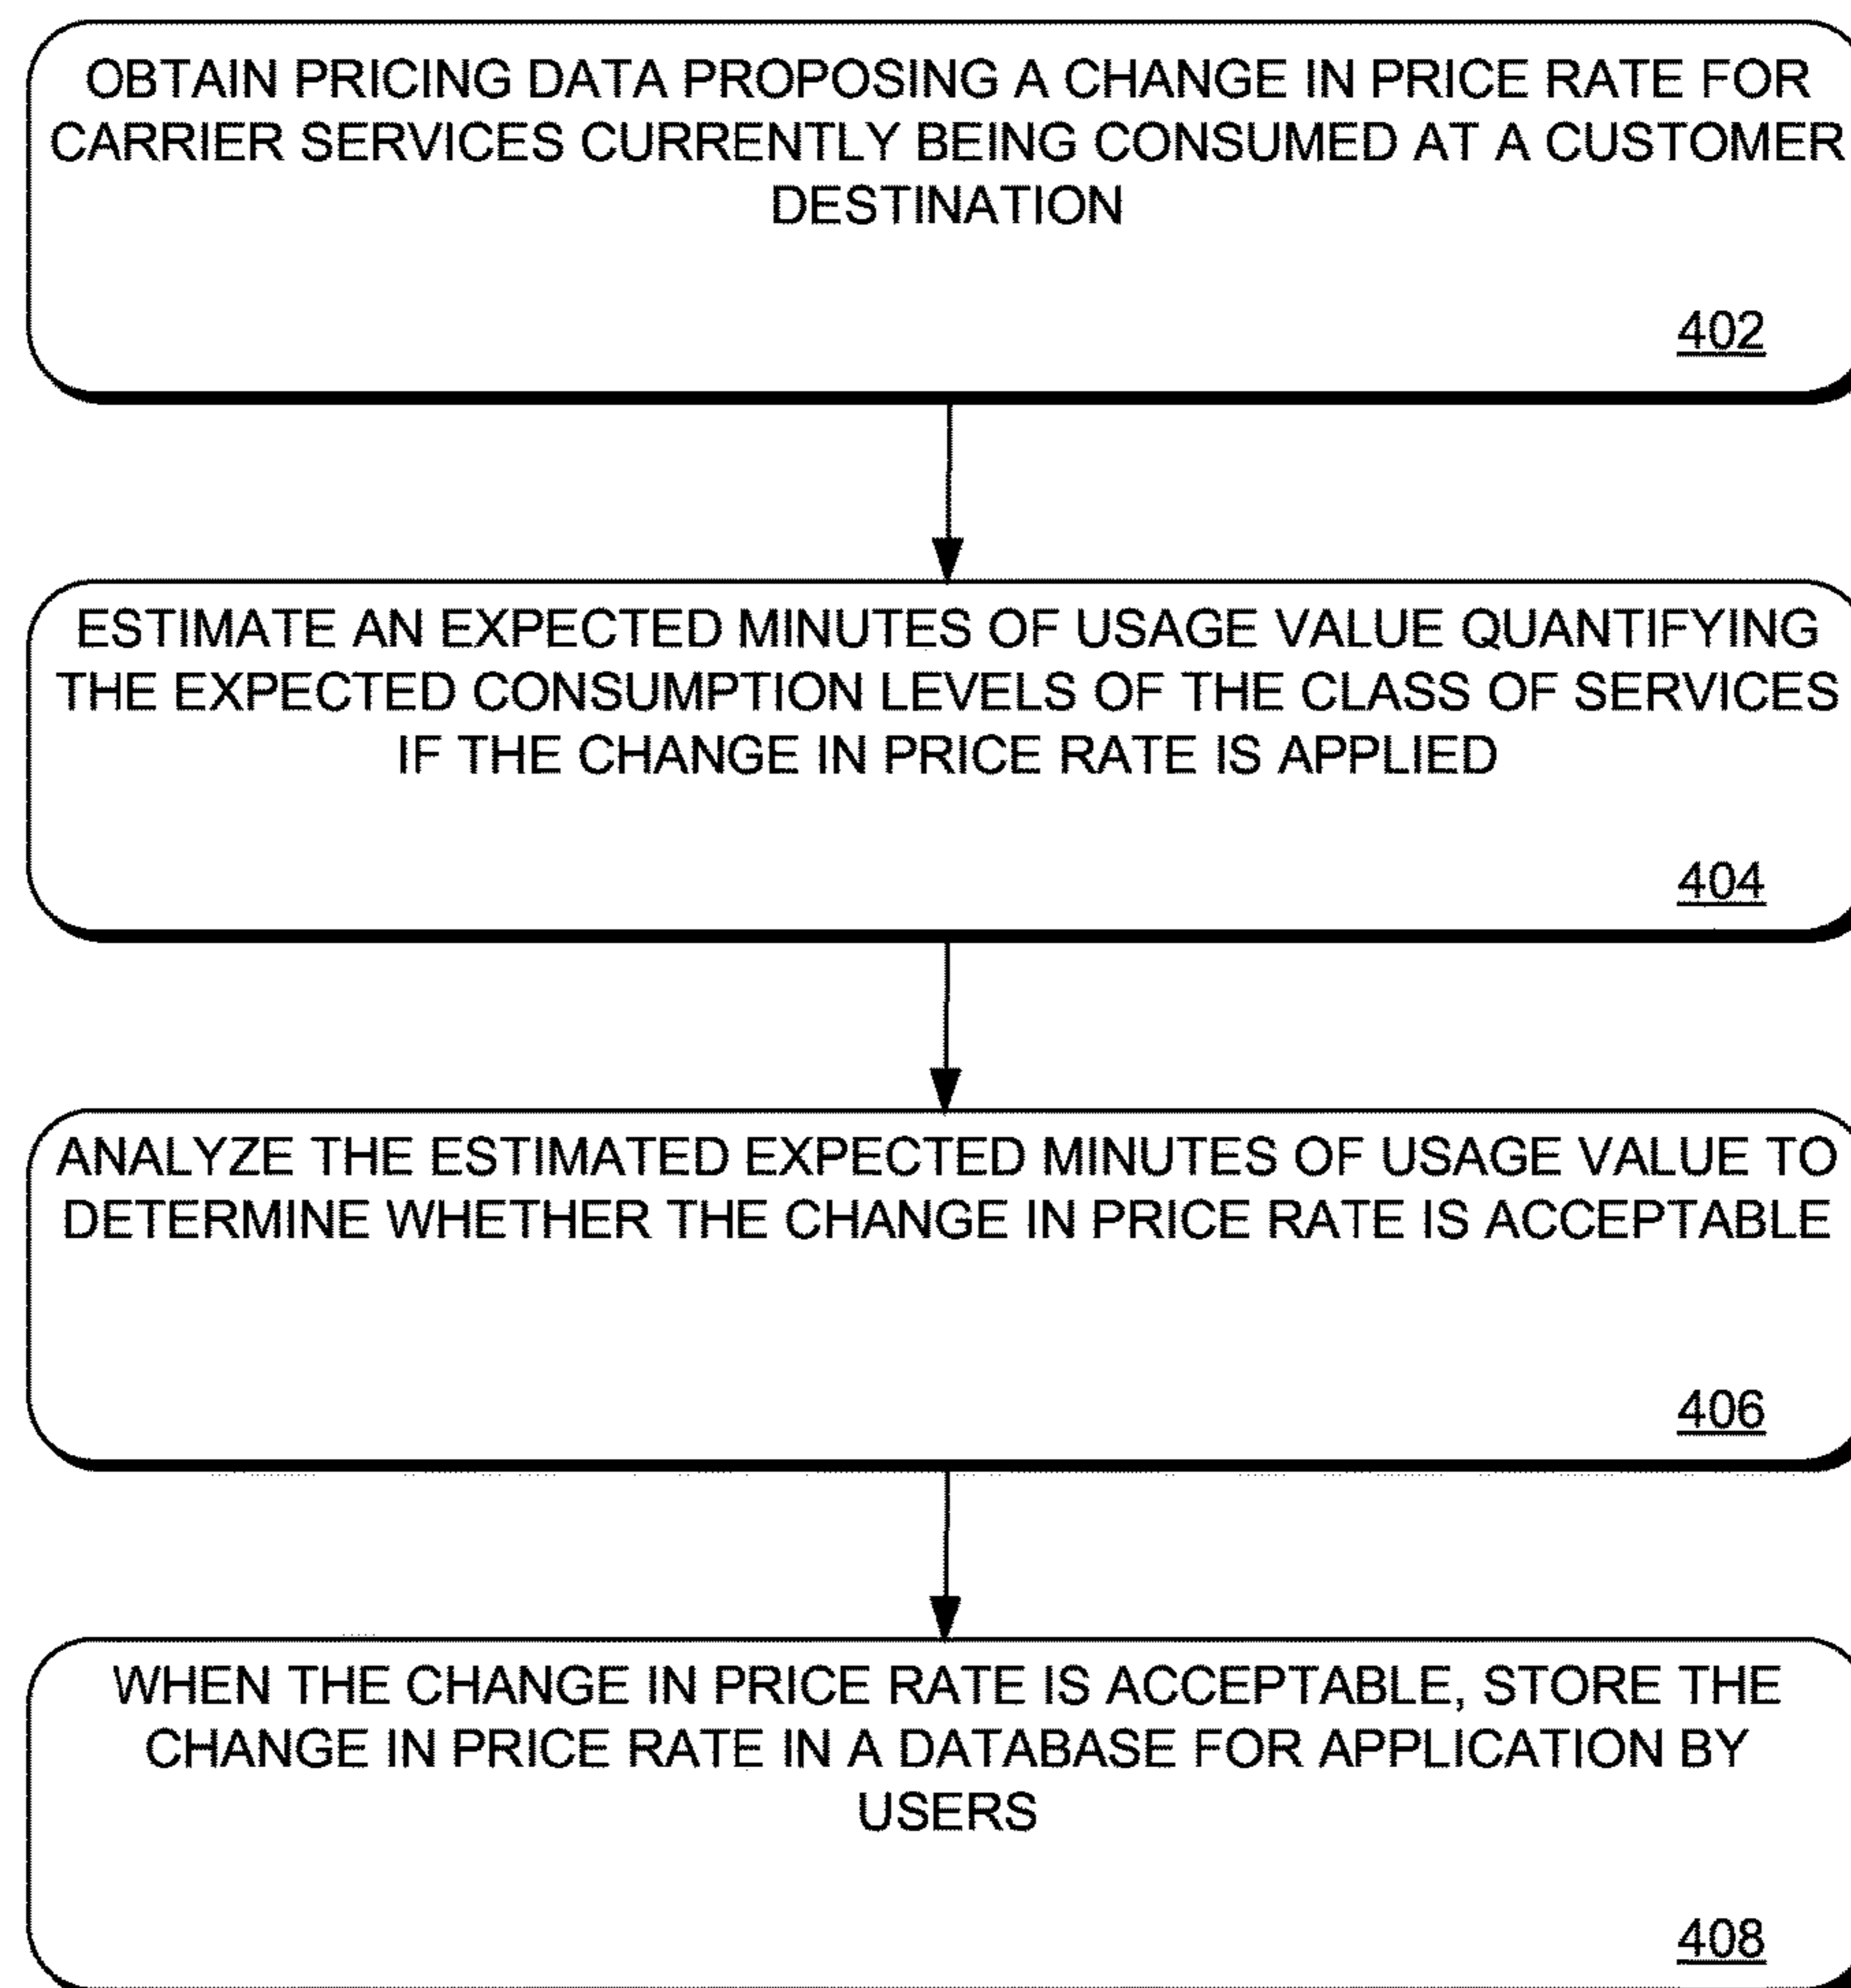 OBTAIN PRICING DATA PROPOSING A CHANGE IN PRICE RATE FOR
CARRIER SERVICES CURRENTLY BEING CONSUMED AT A CUSTOMER
DESTINATION
402
ESTIMATE AN EXPECTED MINUTES OF USAGE VALUE QUANTIFYING
THE EXPECTED CONSUMPTION LEVELS OF THE CLASS OF SERVICES
IF THE CHANGE IN PRICE RATE IS APPLIED
404
ANALYZE THE ESTIMATED EXPECTED MINUTES OF USAGE VALUE TO
DETERMINE WHETHER THE CHANGE IN PRICE RATE IS ACCEPTABLE
406
WHEN THE CHANGE IN PRICE RATE IS ACCEPTABLE, STORE THE
CHANGE IN PRICE RATE IN A DATABASE FOR APPLICATION BY
USERS
408